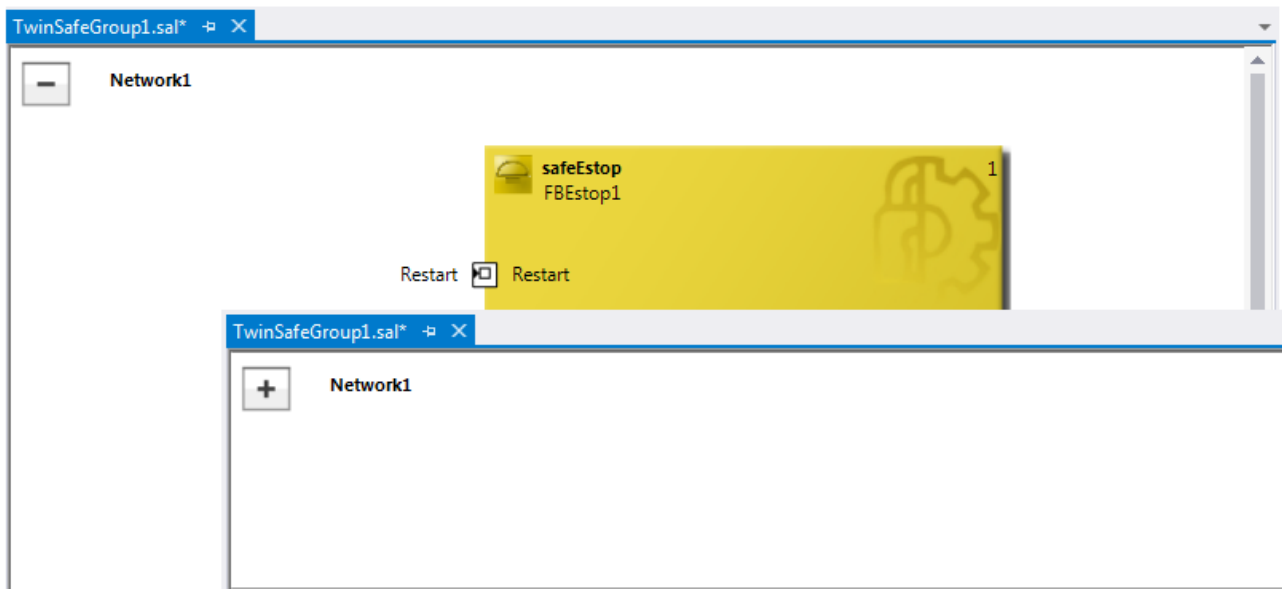 TwinSafeGroup1.sal*
Network1
safeEstop 1
FBEstop1
Restart Restart
TwinSafeGroup1.sal*
Network1